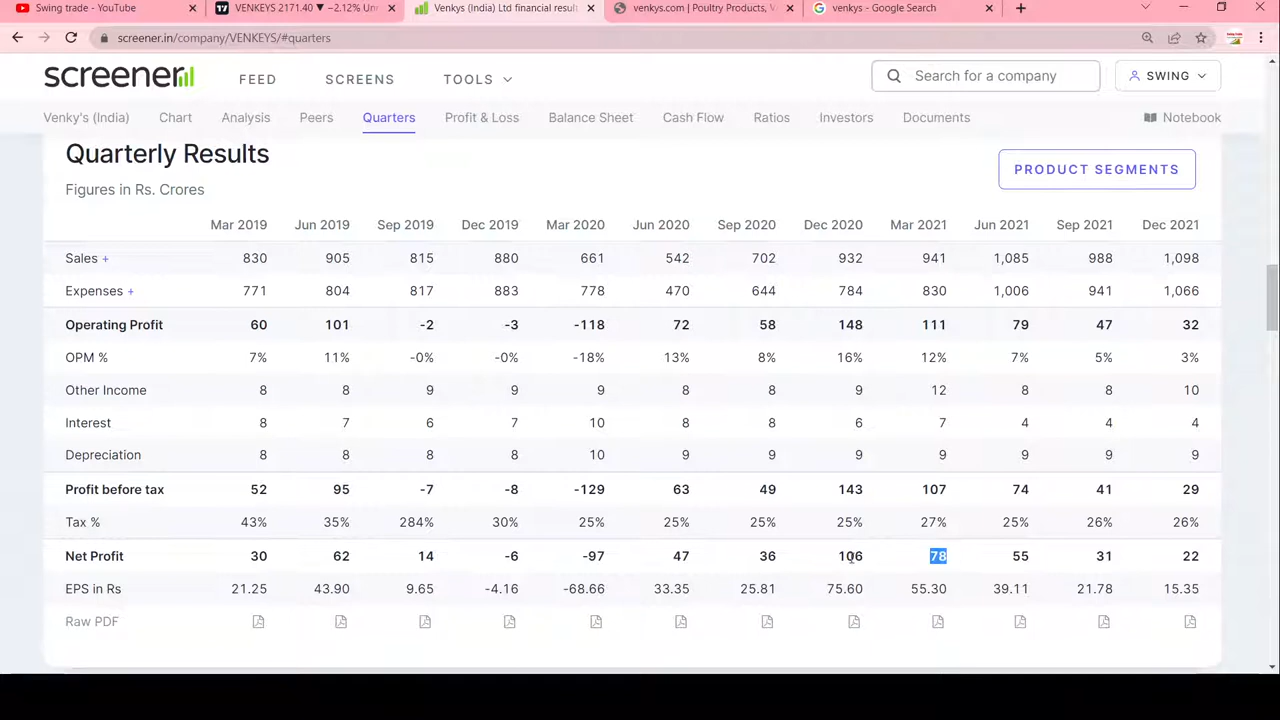 Swing trade - YouTube × VENKEYS 2171.40 ▼ −2.12% Unn × Venkys (India) Ltd financial result × venkys.com | Poultry Products, V × venkys - Google Search × +
screener.in/company/VENKEYS/#quarters
screener FEED SCREENS TOOLS Search for a company SWING
Venky's (India) Chart Analysis Peers Quarters Profit & Loss Balance Sheet Cash Flow Ratios Investors Documents Notebook
Quarterly Results
PRODUCT SEGMENTS
Figures in Rs. Crores
Mar 2019 Jun 2019 Sep 2019 Dec 2019 Mar 2020 Jun 2020 Sep 2020 Dec 2020 Mar 2021 Jun 2021 Sep 2021 Dec 2021
Sales + 830 905 815 880 661 542 702 932 941 1,085 988 1,098
Expenses + 771 804 817 883 778 470 644 784 830 1,006 941 1,066
Operating Profit 60 101 -2 -3 -118 72 58 148 111 79 47 32
OPM % 7% 11% -0% -0% -18% 13% 8% 16% 12% 7% 5% 3%
Other Income 8 8 9 9 9 8 8 9 12 8 8 10
Interest 8 7 6 7 10 8 8 6 7 4 4 4
Depreciation 8 8 8 8 10 9 9 9 9 9 9 9
Profit before tax 52 95 -7 -8 -129 63 49 143 107 74 41 29
Tax % 43% 35% 284% 30% 25% 25% 25% 25% 27% 25% 26% 26%
Net Profit 30 62 14 -6 -97 47 36 106 78 55 31 22
EPS in Rs 21.25 43.90 9.65 -4.16 -68.66 33.35 25.81 75.60 55.30 39.11 21.78 15.35
Raw PDF